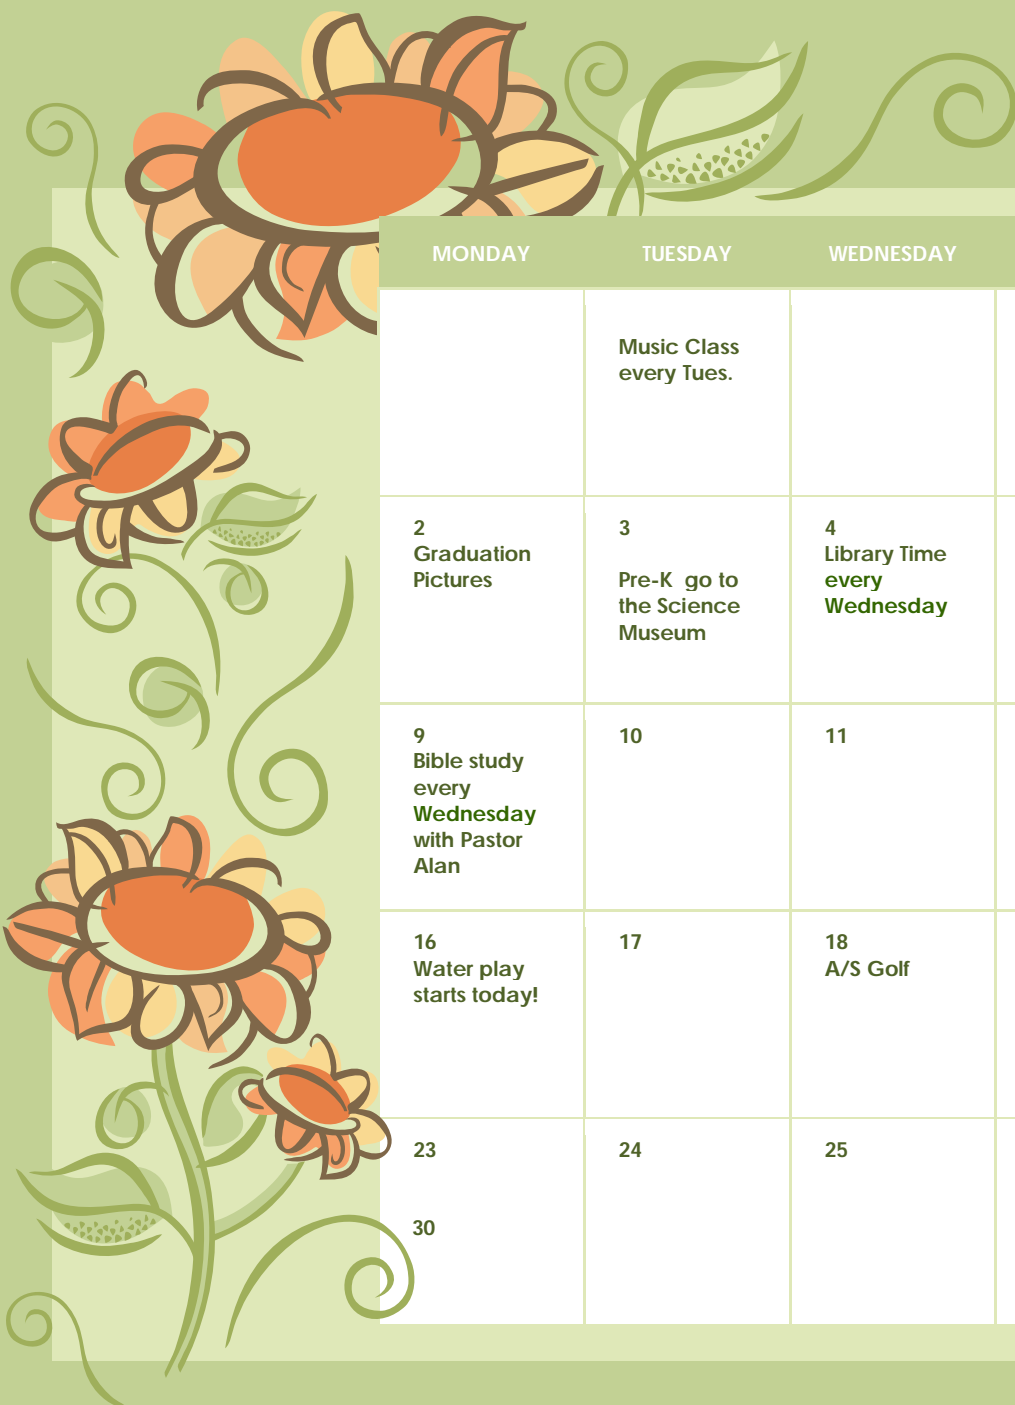 MONDAY TUESDAY WEDNESDAY
Music Class
every Tues.
2
Graduation
Pictures
3
Pre-K go to
the Science
Museum
4
Library Time
every
Wednesday
9
Bible study
every
Wednesday
with Pastor
Alan
10
11
16
Water play
starts today!
17
18
A/S Golf
23
30
24
25